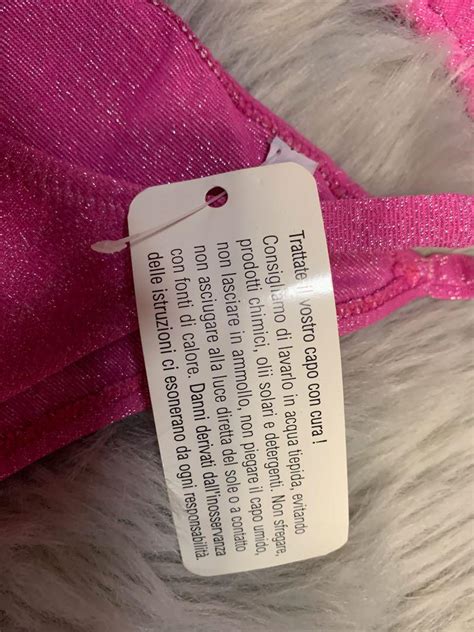 Trattate il vostro capo con cura!
Consigliamo di lavarlo in acqua tiepida, evitando
prodotti chimici, olii solari e detergenti. Non sfregare,
non lasciare in ammollo, non piegare il capo umido,
non asciugare alla luce diretta del sole o a contatto
con fonti di calore. Danni derivati dall'inosservanza
delle istruzioni ci esonerano da ogni responsabilità.